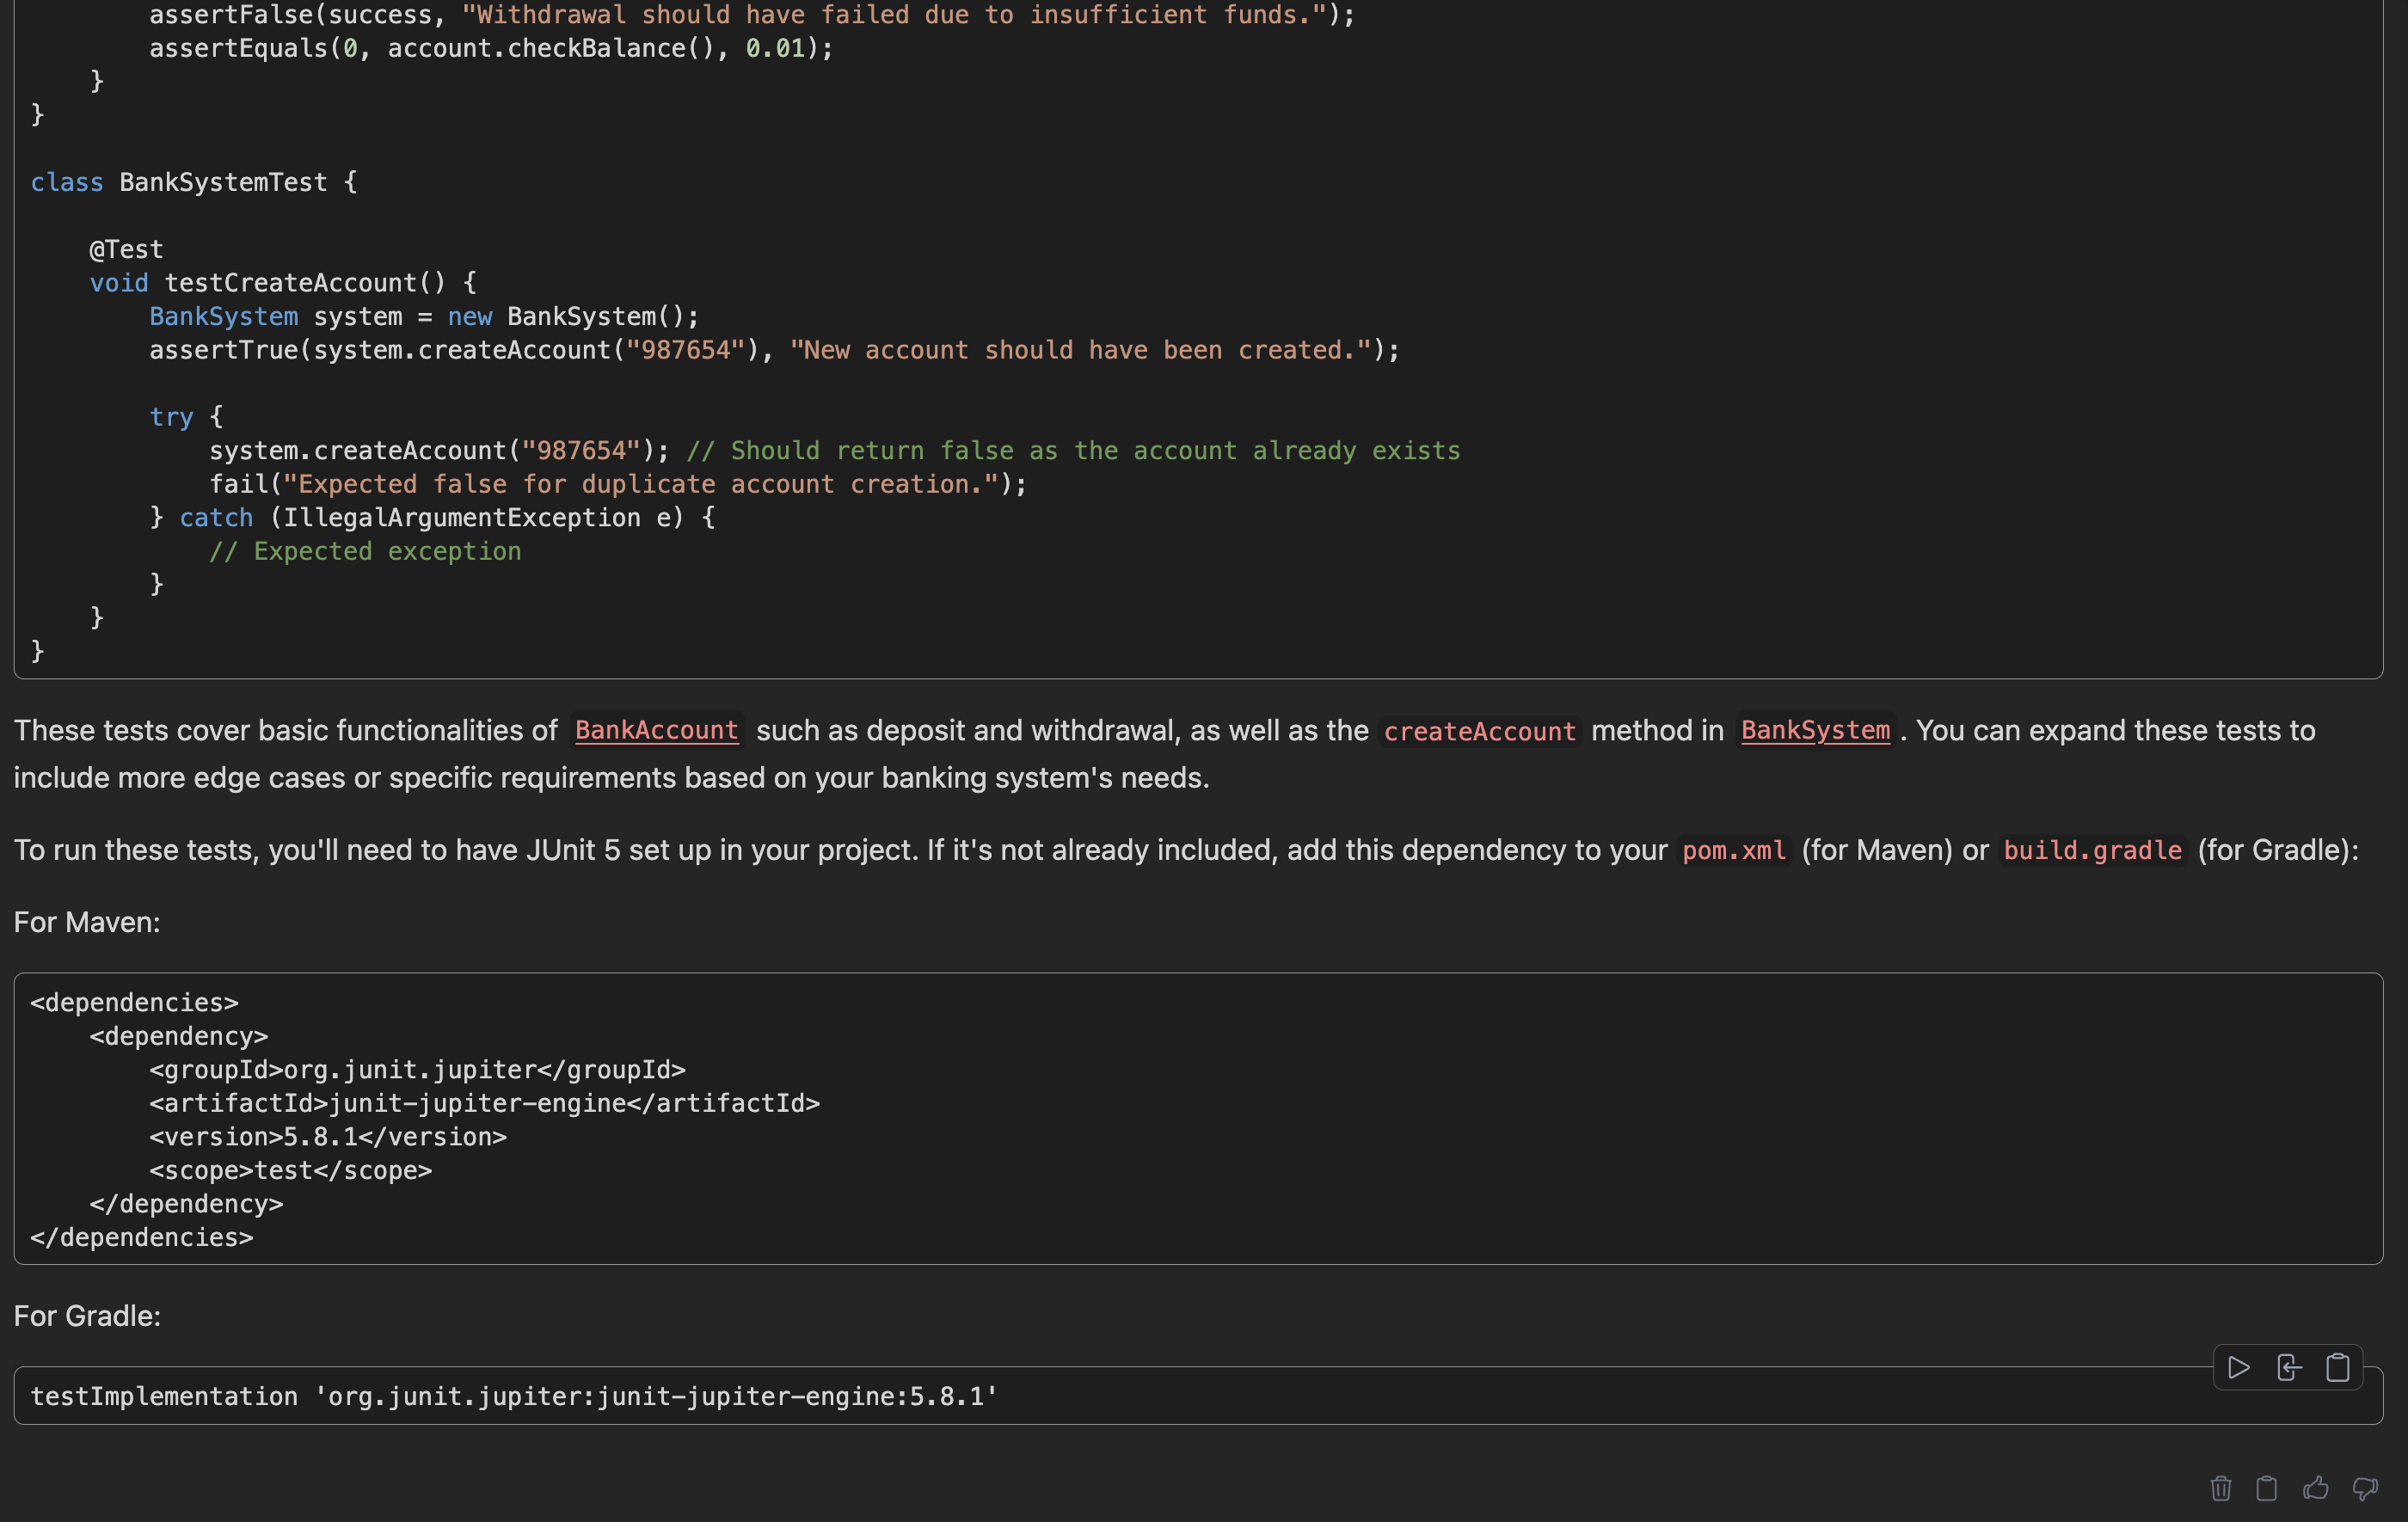 assertFalse(success, "Withdrawal should have failed due to insufficient funds.");
        assertEquals(0, account.checkBalance(), 0.01);
    }
}

class BankSystemTest {

    @Test
    void testCreateAccount() {
        BankSystem system = new BankSystem();
        assertTrue(system.createAccount("987654"), "New account should have been created.");

        try {
            system.createAccount("987654"); // Should return false as the account already exists
            fail("Expected false for duplicate account creation.");
        } catch (IllegalArgumentException e) {
            // Expected exception
        }
    }
}
These tests cover basic functionalities of BankAccount such as deposit and withdrawal, as well as the createAccount method in BankSystem. You can expand these tests to
include more edge cases or specific requirements based on your banking system's needs.
To run these tests, you'll need to have JUnit 5 set up in your project. If it's not already included, add this dependency to your pom.xml (for Maven) or build.gradle (for Gradle):
For Maven:
<dependencies>
    <dependency>
        <groupId>org.junit.jupiter</groupId>
        <artifactId>junit-jupiter-engine</artifactId>
        <version>5.8.1</version>
        <scope>test</scope>
    </dependency>
</dependencies>
For Gradle:
testImplementation 'org.junit.jupiter:junit-jupiter-engine:5.8.1'